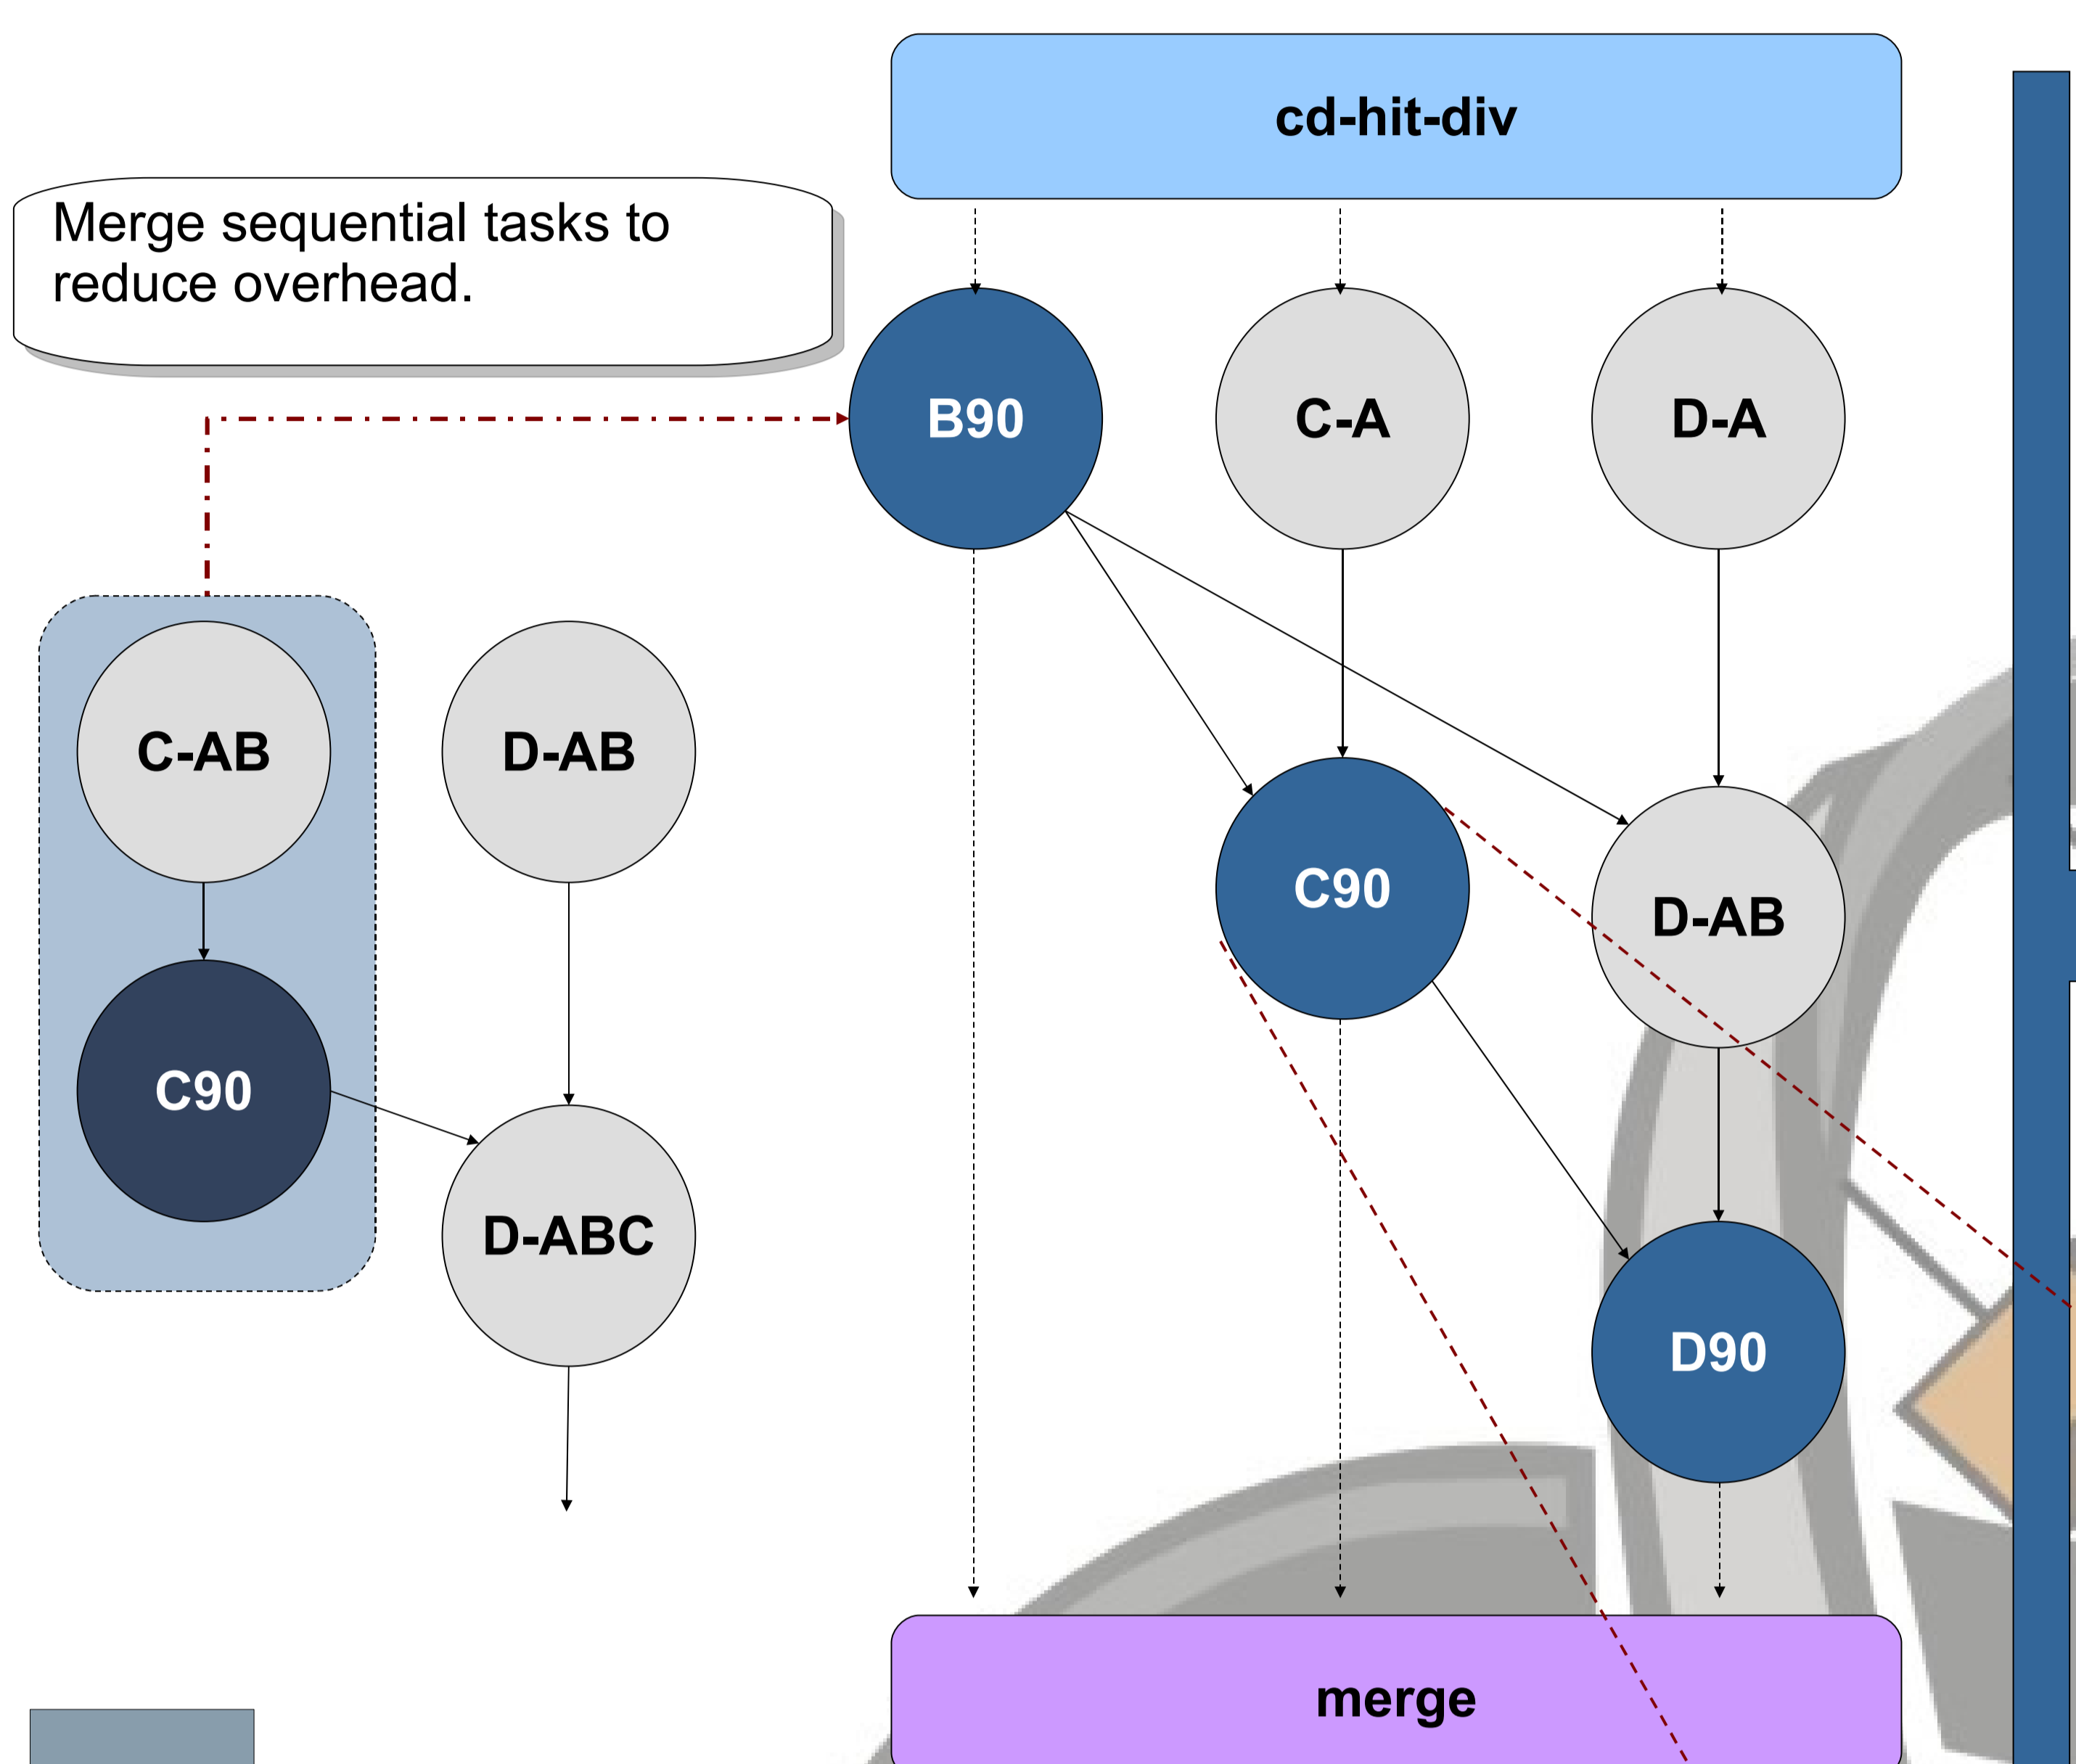 cd-hit-div
Merge sequential tasks to
reduce overhead.
B90
C-A
D-A
C-AB
D-AB
C90
D-AB
C90
D-ABC
D90
merge